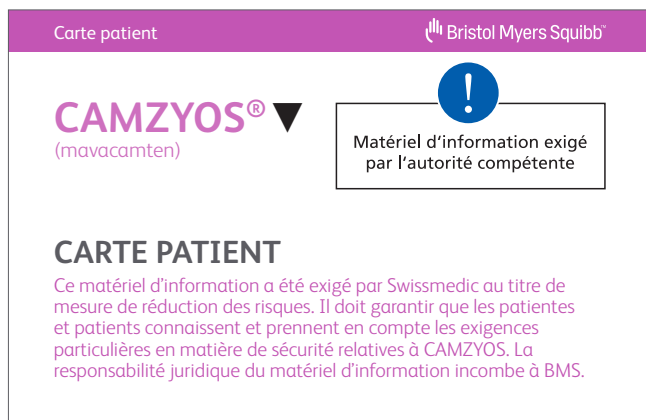 Carte patient
Bristol Myers Squibb™
CAMZYOS® ▼
(mavacamten)
!
Matériel d'information exigé
par l'autorité compétente
CARTE PATIENT
Ce matériel d'information a été exigé par Swissmedic au titre de
mesure de réduction des risques. Il doit garantir que les patientes
et patients connaissent et prennent en compte les exigences
particulières en matière de sécurité relatives à CAMZYOS. La
responsabilité juridique du matériel d'information incombe à BMS.